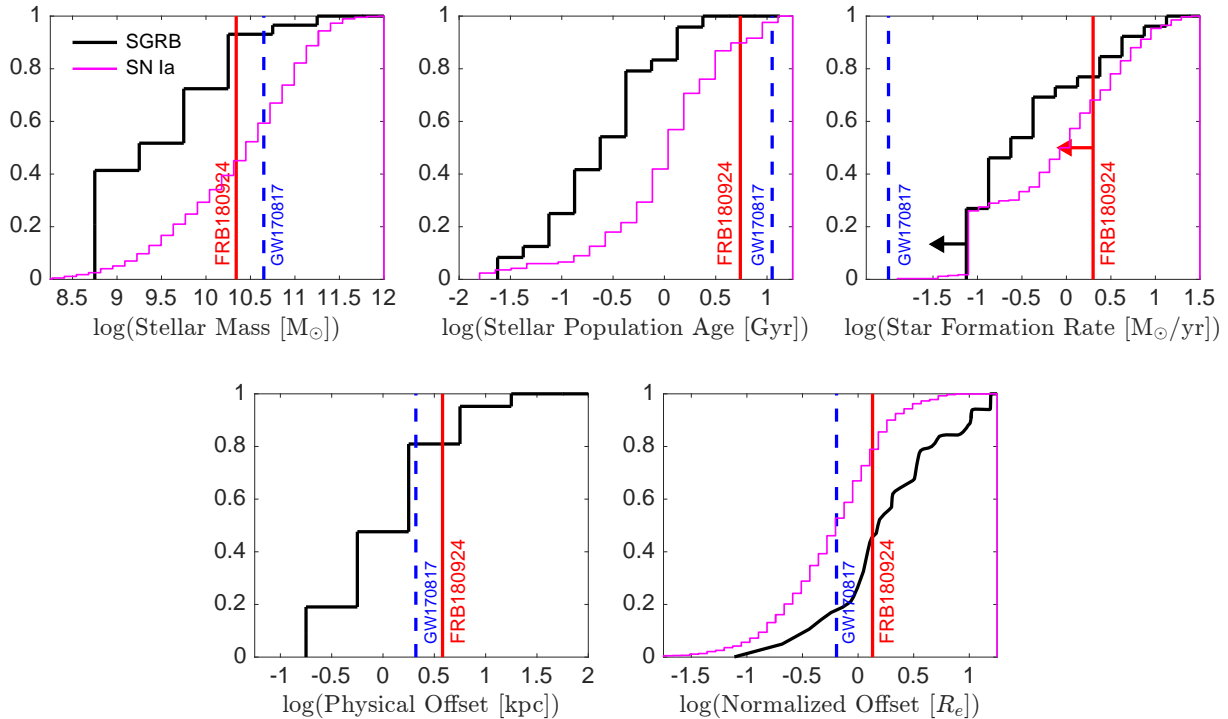 1
0.8
0.6
0.4
0.2
0
SGRB
SN Ia
FRB180924
GW170817
8.5 9 9.5 10 10.5 11 11.5 12
log(Stellar Mass [M⊙])
1
0.8
0.6
0.4
0.2
0
FRB180924
GW170817
-2 -1.5 -1 -0.5 0 0.5 1
log(Stellar Population Age [Gyr])
1
0.8
0.6
0.4
0.2
0
GW170817
FRB180924
-1.5 -1 -0.5 0 0.5 1 1.5
log(Star Formation Rate [M⊙/yr])
1
0.8
0.6
0.4
0.2
0
GW170817
FRB180924
-1 -0.5 0 0.5 1 1.5 2
log(Physical Offset [kpc])
1
0.8
0.6
0.4
0.2
0
GW170817
FRB180924
-1.5 -1 -0.5 0 0.5 1
log(Normalized Offset [Re])